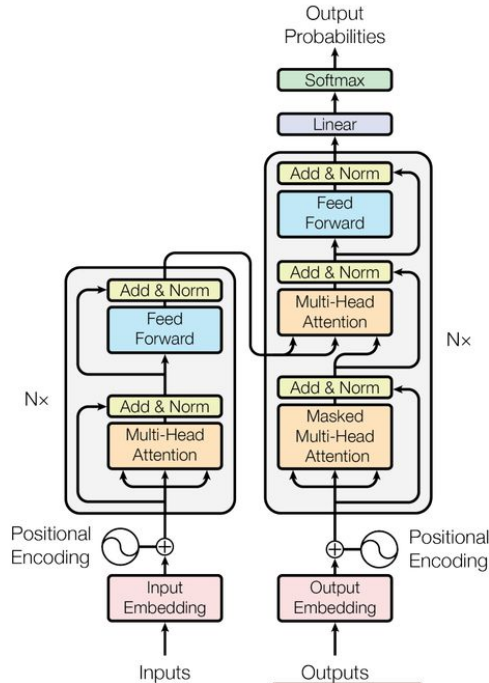 Output
Probabilities
Softmax
Linear
Add & Norm
Feed
Forward
Add & Norm
Multi-Head
Attention
Add & Norm
Masked
Multi-Head
Attention
N×
Add & Norm
Feed
Forward
Add & Norm
Multi-Head
Attention
N×
Positional
Encoding
Positional
Encoding
Input
Embedding
Output
Embedding
Inputs
Outputs